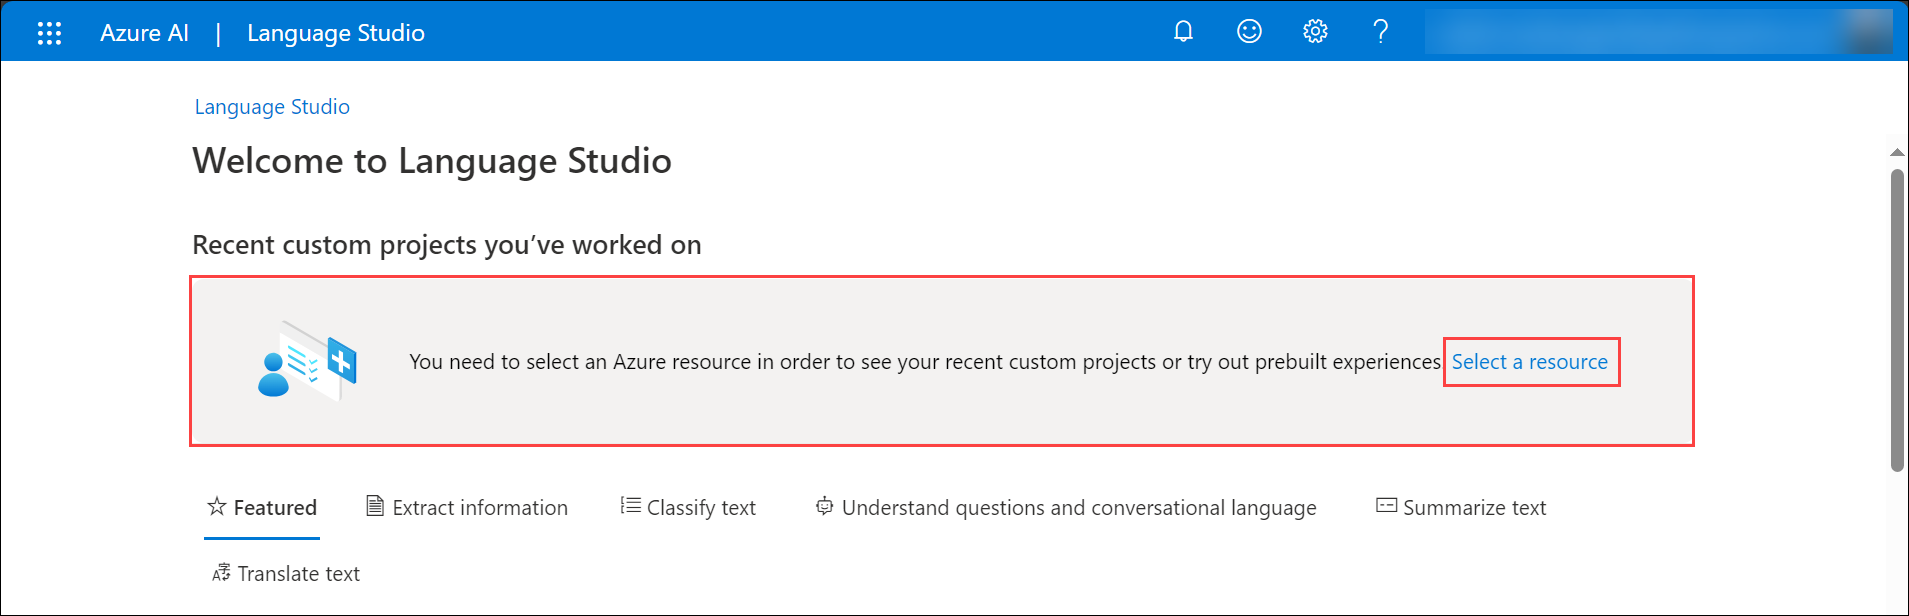 Azure AI | Language Studio
Language Studio
Welcome to Language Studio
Recent custom projects you’ve worked on
You need to select an Azure resource in order to see your recent custom projects or try out prebuilt experiences Select a resource
Featured Extract information Classify text Understand questions and conversational language Summarize text
Translate text